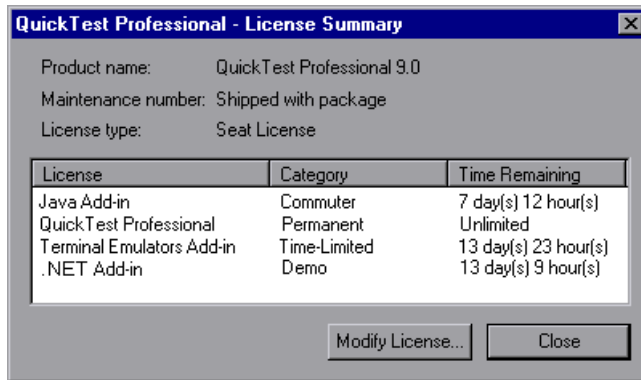 QuickTest Professional - License Summary
Product name: QuickTest Professional 9.0
Maintenance number: Shipped with package
License type: Seat License
License Category Time Remaining
Java Add-in Commuter 7 day(s) 12 hour(s)
QuickTest Professional Permanent Unlimited
Terminal Emulators Add-in Time-Limited 13 day(s) 23 hour(s)
.NET Add-in Demo 13 day(s) 9 hour(s)
Modify License... Close